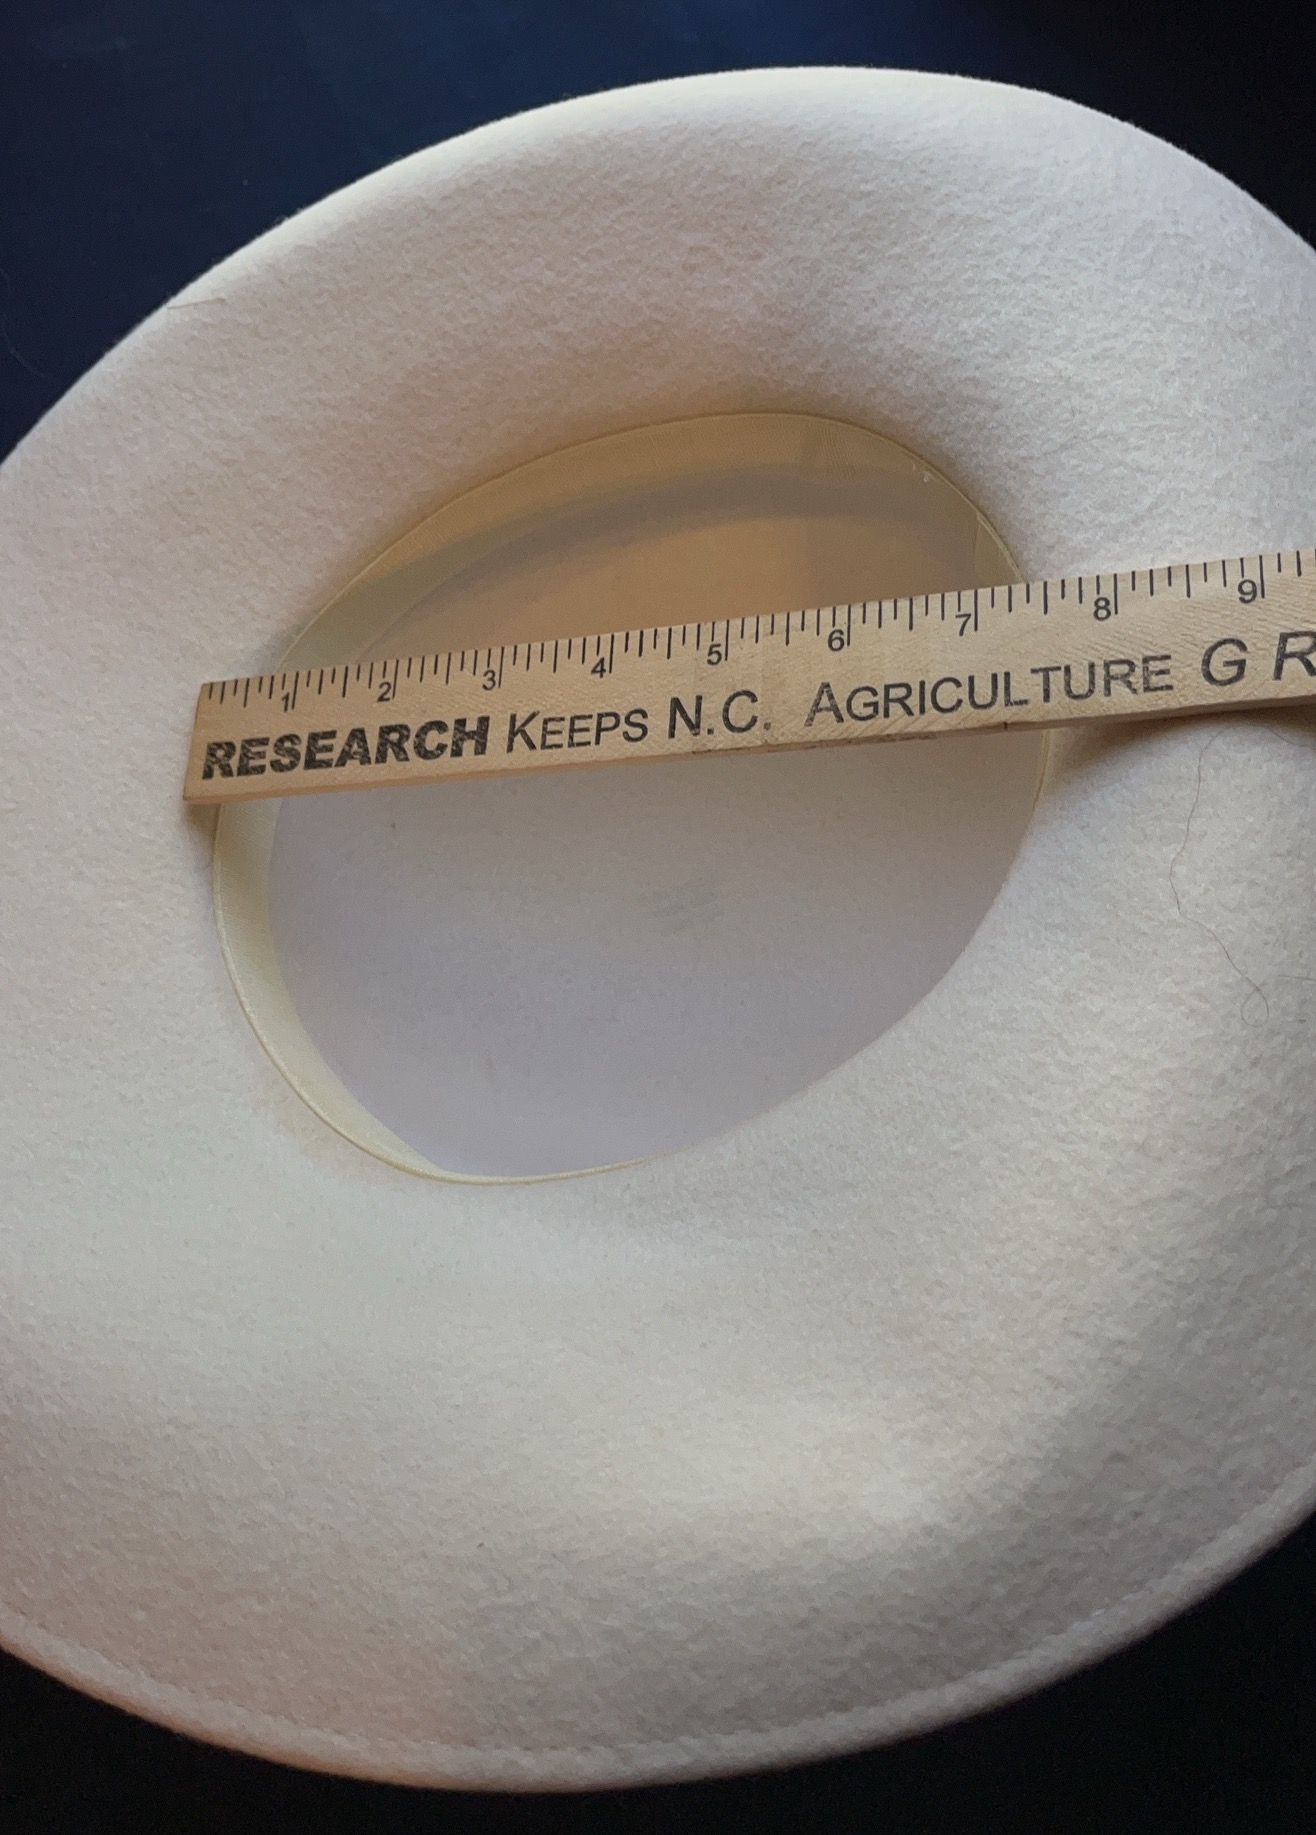 1 2 3 4 5 6 7 8 9
RESEARCH KEEPS N.C. AGRICULTURE G R